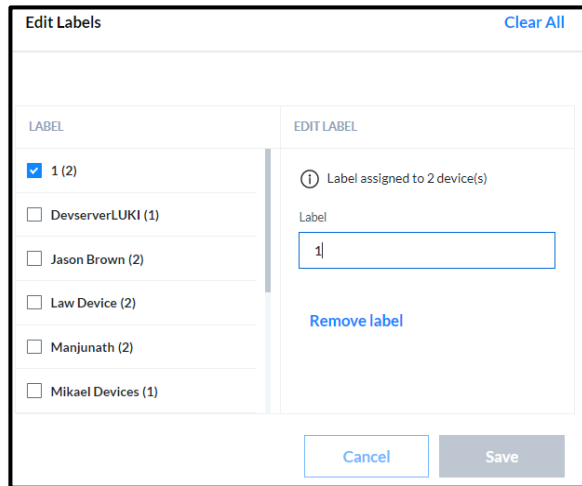 Edit Labels
Clear All
LABEL
EDIT LABEL
1 (2)
DevserverLUKI (1)
Jason Brown (2)
Law Device (2)
Manjunath (2)
Mikael Devices (1)
Label assigned to 2 device(s)
Label
1
Remove label
Cancel
Save